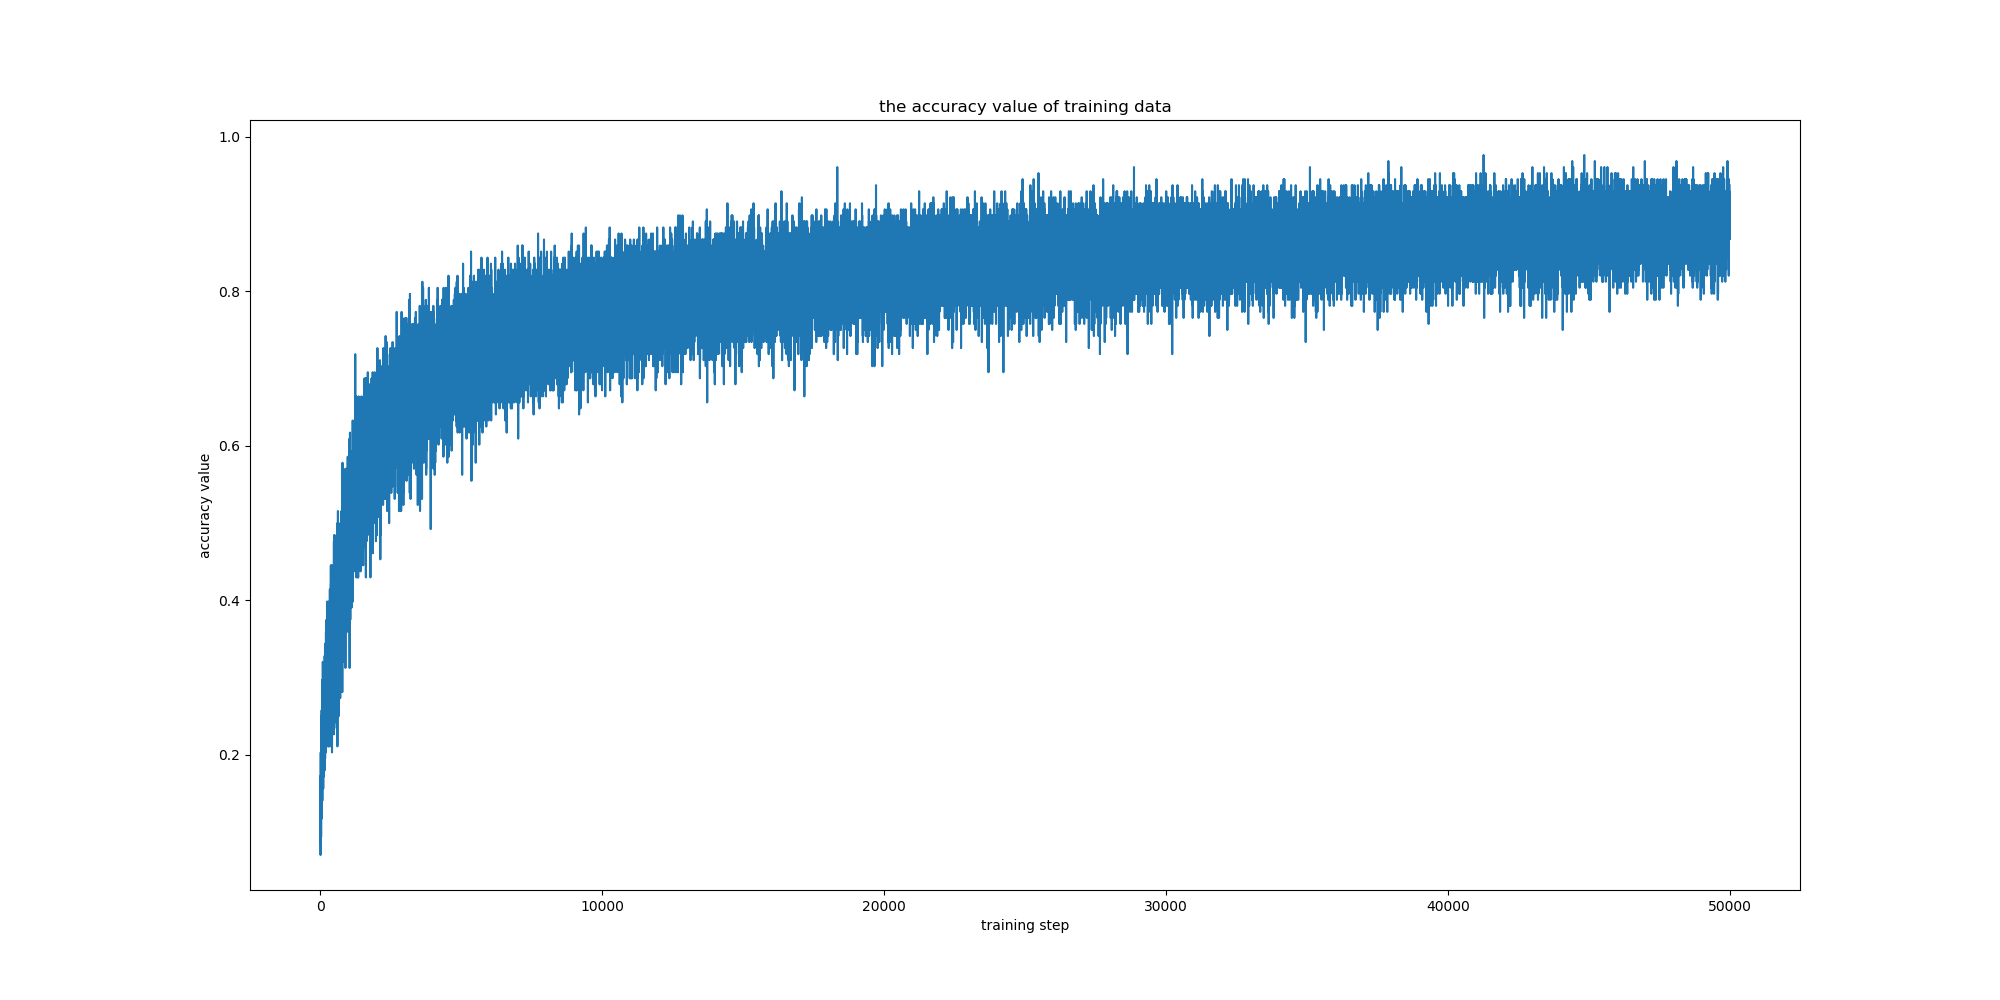 the accuracy value of training data
1.0
0.8
0.6
0.4
0.2
accuracy value
0 10000 20000 30000 40000 50000
training step